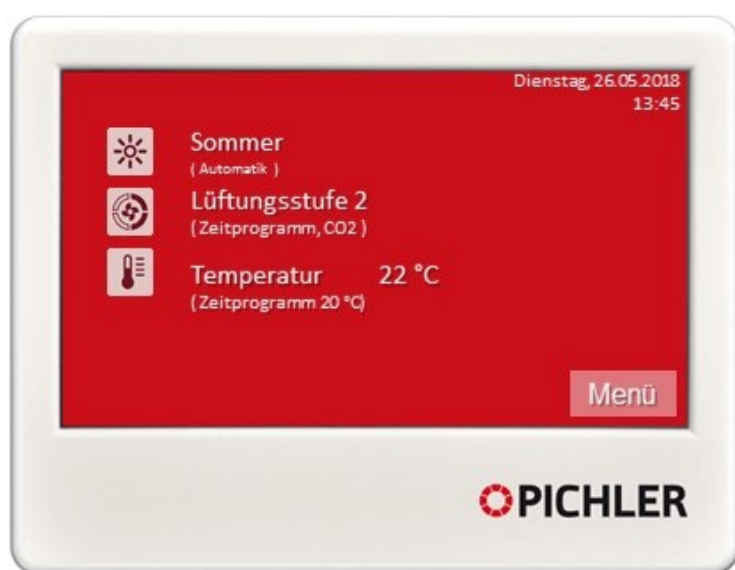 Dienstag, 26.05.2018
13:45
Sommer
( Automatik )
Lüftungsstufe 2
( Zeitprogramm, CO2 )
Temperatur 22 °C
( Zeitprogramm 20 °C)
Menü
PICHLER